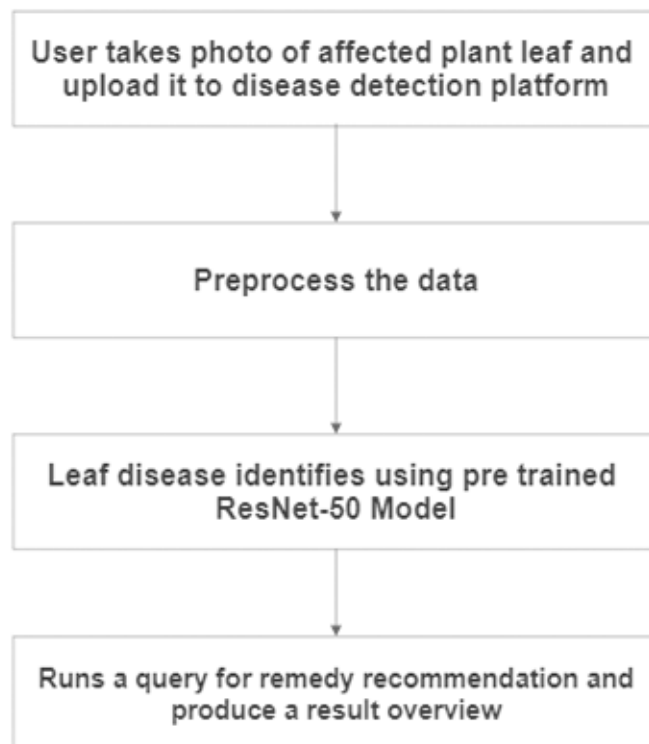 User takes photo of affected plant leaf and
upload it to disease detection platform
Preprocess the data
Leaf disease identifies using pre trained
ResNet-50 Model
Runs a query for remedy recommendation and
produce a result overview